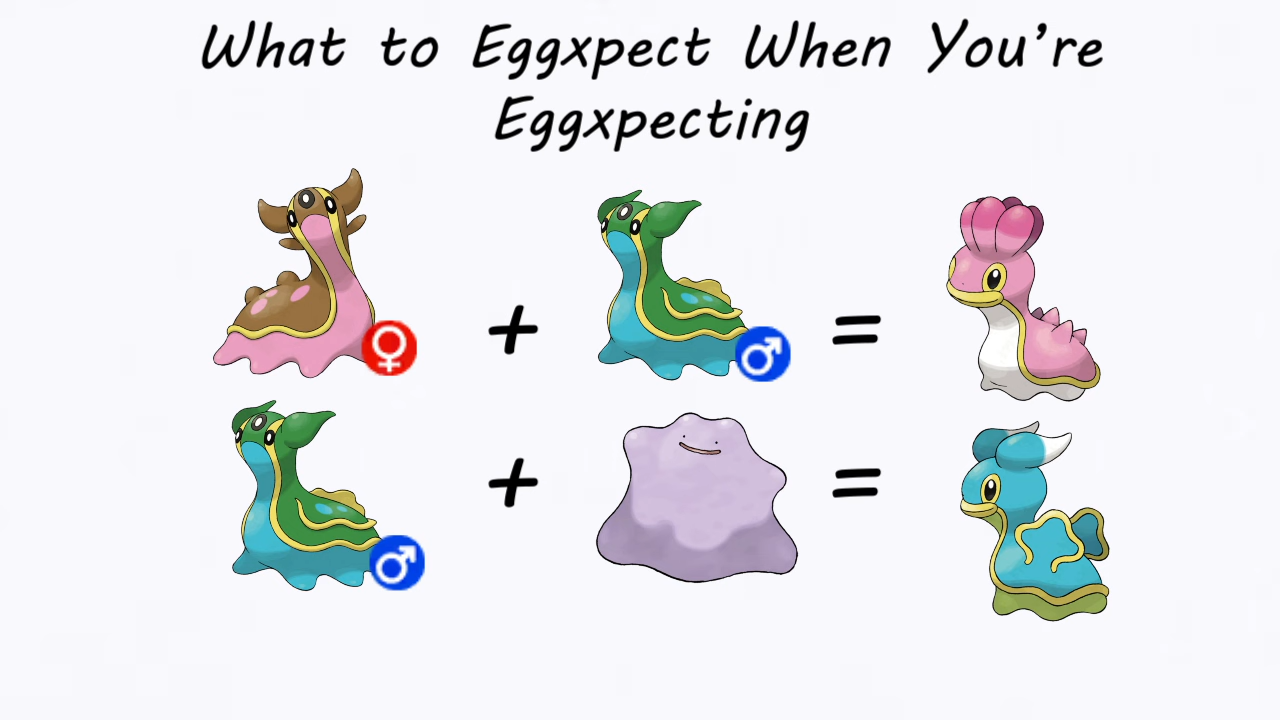 What to Eggxpect When You're
Eggxpecting
+ =
+ =